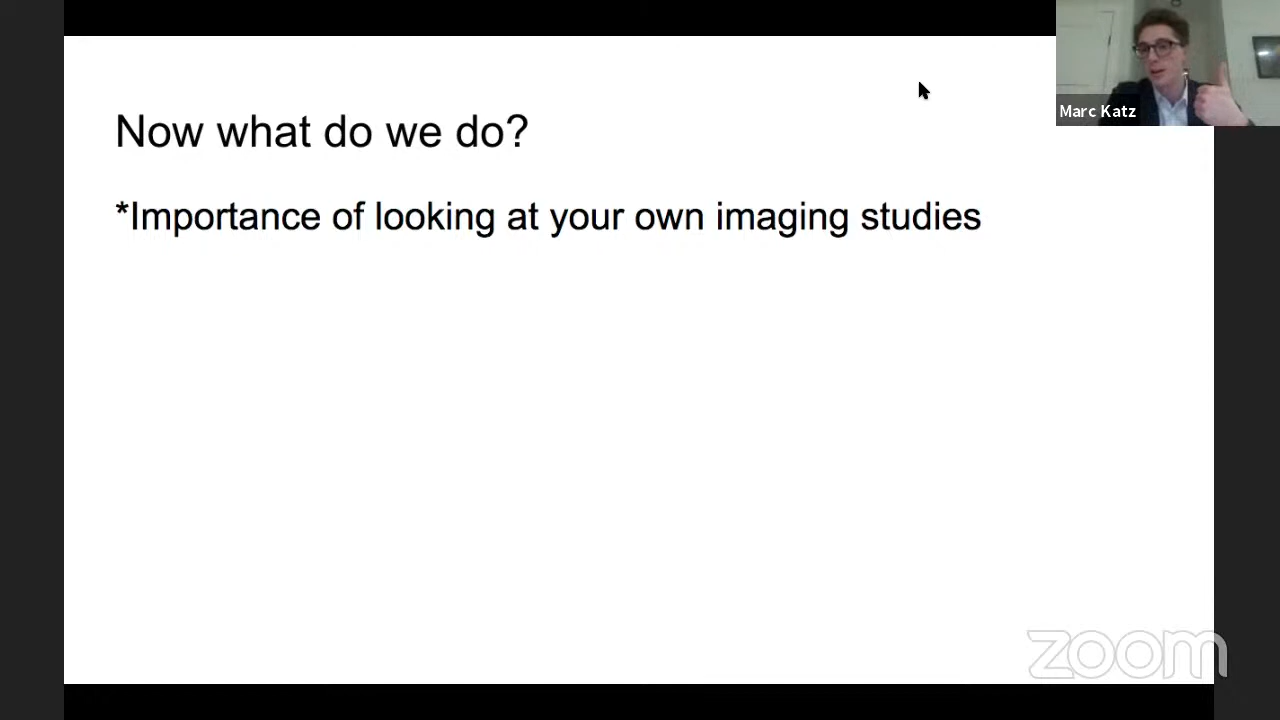 Now what do we do?
*Importance of looking at your own imaging studies
Marc Katz
zoom